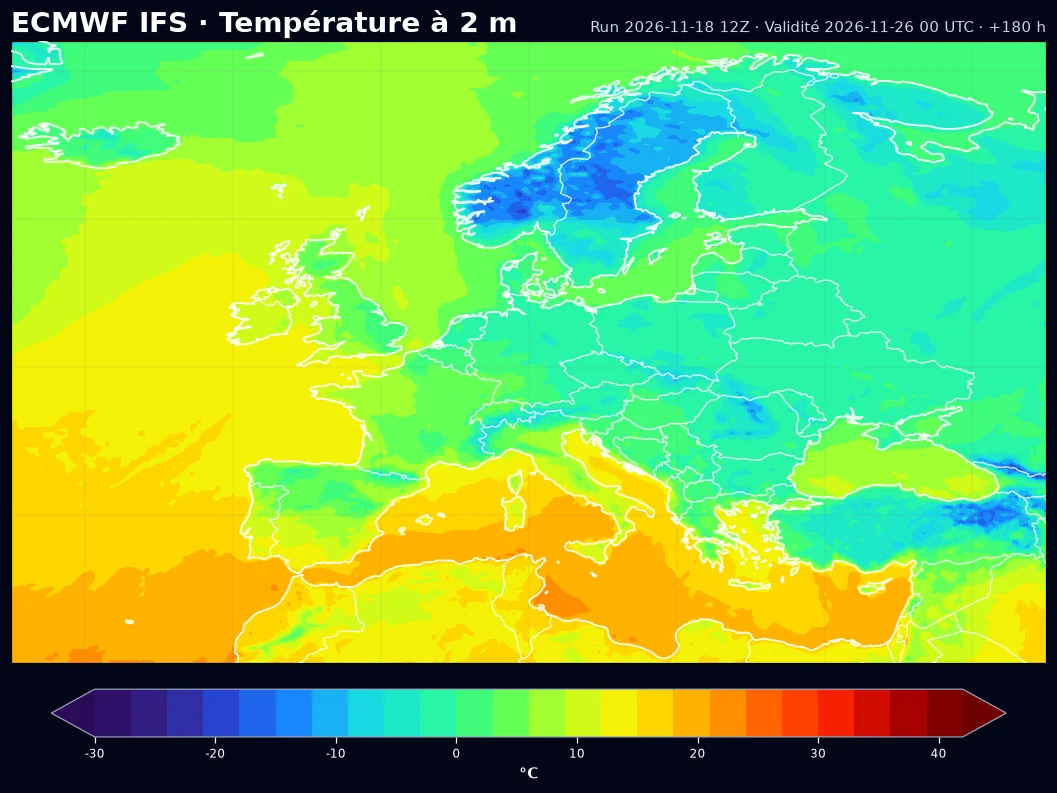 ECMWF IFS · Température à 2 m
Run 2026-11-18 12Z · Validité 2026-11-26 00 UTC · +180 h
-30 -20 -10 0 10 20 30 40
°C